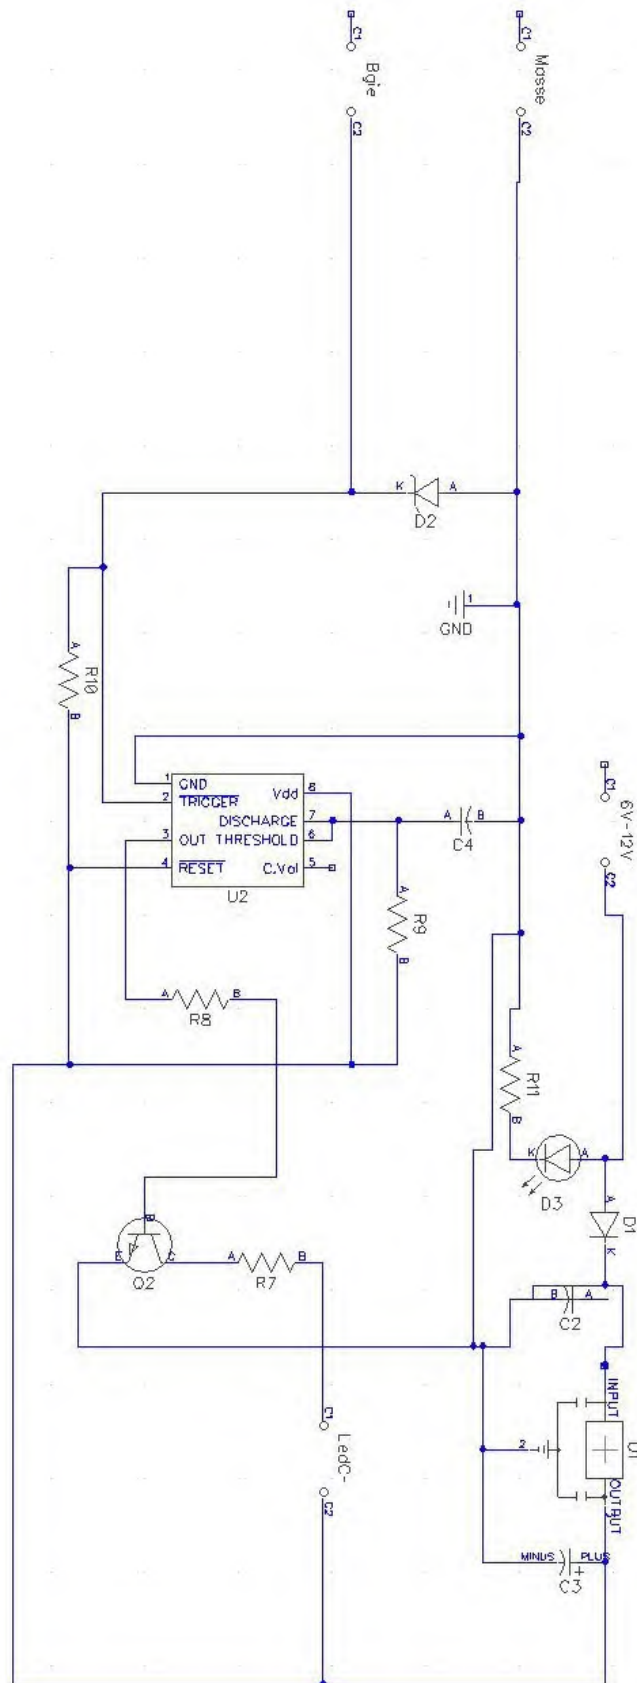 C1
C1
Bgie
Masse
C2
C2
K
A
D2
1
GND
A
R10
B
C1
6V-12V
C2
1
GND
2
TRIGGER
3
OUT
4
RESET
Vdd
8
DISCHARGE
7
THRESHOLD
6
C.Vol
5
U2
A
B
C4
A
R9
B
A
B
R8
A
R11
B
K
A
D3
A
D1
K
B
E
C
Q2
A
B
R7
B
A
C2
INPUT
C1
LedC-
C2
2
OUTPUT
MINUS
PLUS
+
C3